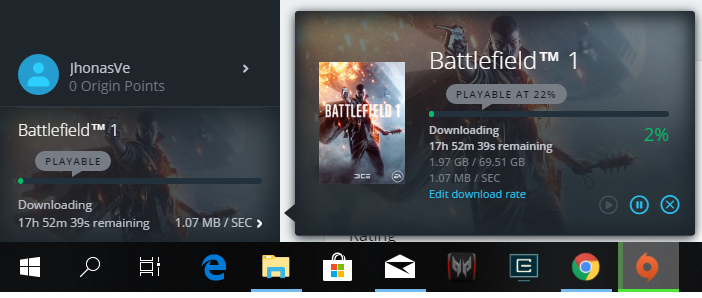 JhonasVe
0 Origin Points
Battlefield™ 1
PLAYABLE
Downloading
17h 52m 39s remaining
1.07 MB / SEC
Battlefield™ 1
PLAYABLE AT 22%
BATTLEFIELD 1
DICE
EA
Downloading
2%
17h 52m 39s remaining
1.97 GB / 69.51 GB
1.07 MB / SEC
Edit download rate
Rating